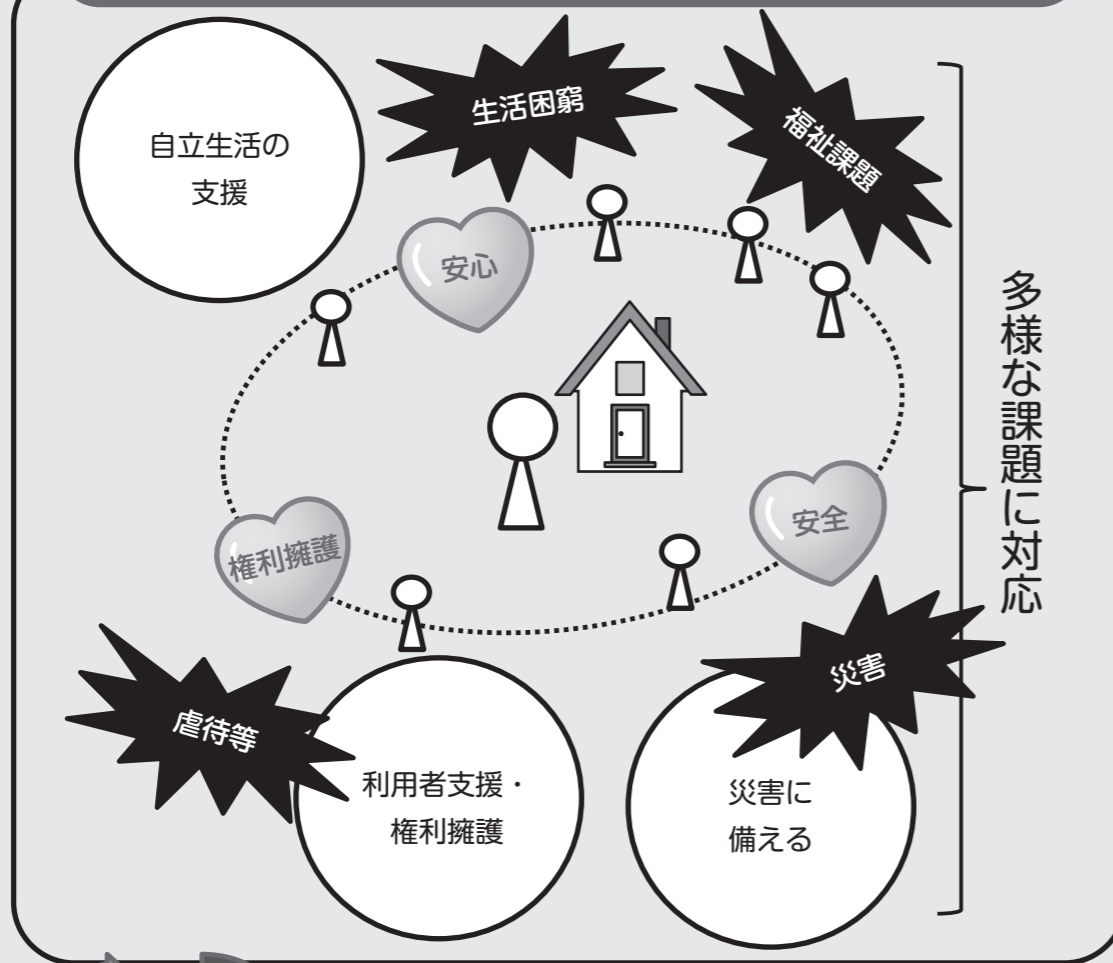 自立生活の
支援
生活困窮
福祉課題
安心
安全
権利擁護
多様な課題に対応
虐待等
利用者支援・
権利擁護
災害
災害に
備える